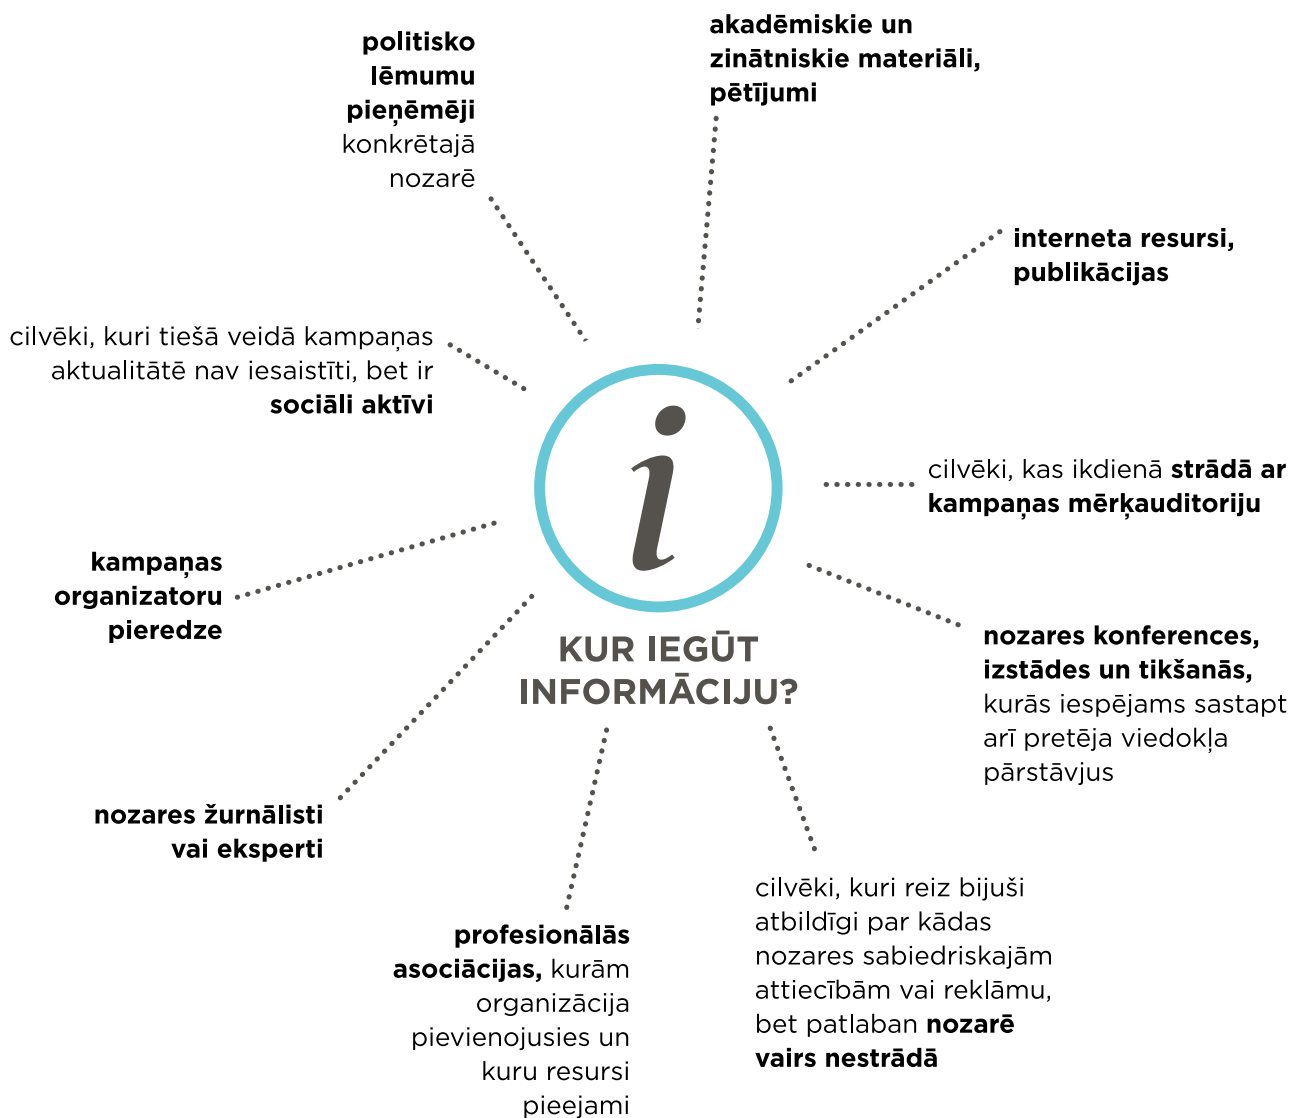 politisko
lēmumu
pieņēmēji
konkrētajā
nozarē
akadēmiskie un
zinātniskie materiāli,
pētījumi
interneta resursi,
publikācijas
cilvēki, kuri tiešā veidā kampaņas
aktualitātē nav iesaistīti, bet ir
sociāli aktīvi
i
cilvēki, kas ikdienā strādā ar
kampaņas mērķauditoriju
kampaņas
organizatoru
pieredze
KUR IEGŪT
INFORMĀCIJU?
nozares konferences,
izstādes un tikšanās,
kurās iespējams sastapt
arī pretēja viedokļa
pārstāvjus
nozares žurnālisti
vai eksperti
profesionālās
asociācijas, kurām
organizācija
pievienojusies un
kuru resursi
pieejami
cilvēki, kuri reiz bijuši
atbildīgi par kādas
nozares sabiedriskajām
attiecībām vai reklāmu,
bet patlaban nozarē
vairs nestrādā